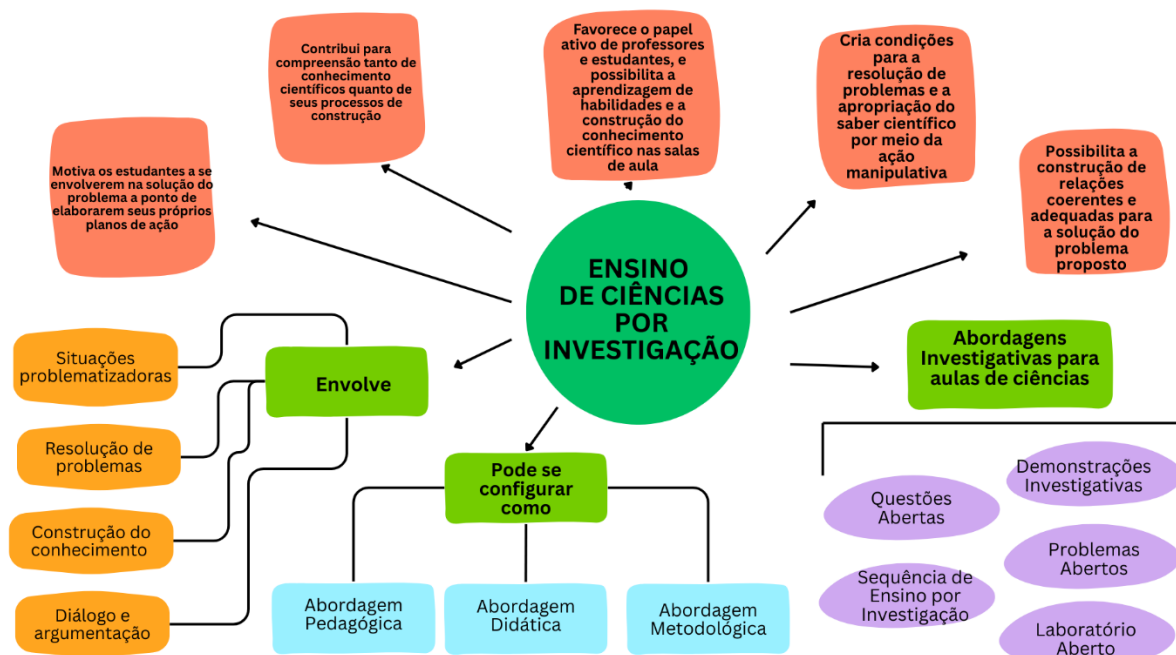 Motiva os estudantes a se
envolverem na solução do
problema a ponto de
elaborarem seus próprios
planos de ação
Contribui para
compreensão tanto de
conhecimento
científicos quanto de
seus processos de
construção
Favorece o papel
ativo de professores
e estudantes, e
possibilita a
aprendizagem de
habilidades e a
construção do
conhecimento
científico nas salas
de aula
Cria condições
para a
resolução de
problemas e a
apropriação do
saber científico
por meio da
ação
manipulativa
Possibilita a
construção de
relações
coerentes e
adequadas para
a solução do
problema
proposto
ENSINO
DE CIÊNCIAS
POR
INVESTIGAÇÃO
Envolve
Situações
problematizadoras
Resolução de
problemas
Construção do
conhecimento
Diálogo e
argumentação
Pode se
configurar
como
Abordagem
Pedagógica
Abordagem
Didática
Abordagem
Metodológica
Abordagens
Investigativas para
aulas de ciências
Questões
Abertas
Demonstrações
Investigativas
Problemas
Abertos
Sequência de
Ensino por
Investigação
Laboratório
Aberto